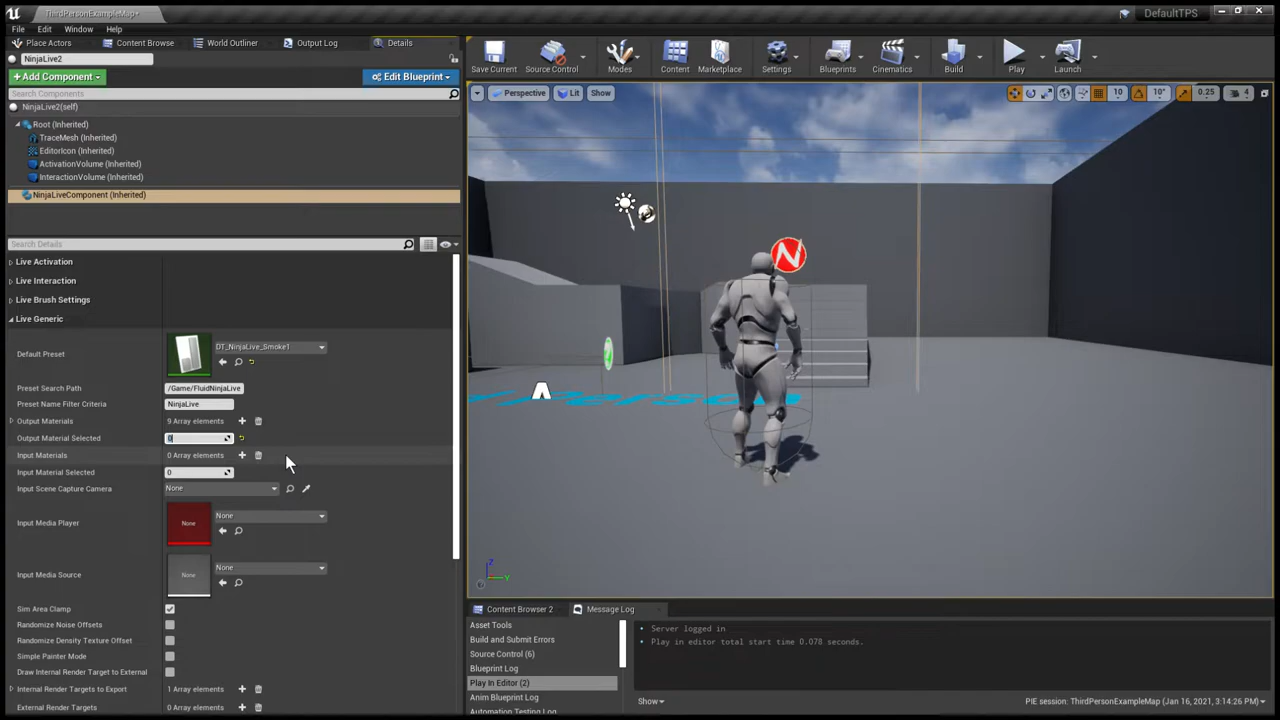 ThirdPersonExampleMap*
DefaultTPS
File Edit Window Help
Place Actors Content Browse World Outliner Output Log Details
NinjaLive2
+Add Component
Edit Blueprint
Search Components
NinjaLive2(self)
Root (Inherited)
TraceMesh (Inherited)
EditorIcon (Inherited)
ActivationVolume (Inherited)
InteractionVolume (Inherited)
NinjaLiveComponent (Inherited)
Search Details
Live Activation
Live Interaction
Live Brush Settings
Live Generic
Default Preset
DT_NinjaLive_Smoke1
Preset Search Path /Game/FluidNinjaLive
Preset Name Filter Criteria NinjaLive
Output Materials 9 Array elements
Output Material Selected 0
Input Materials 0 Array elements
Input Material Selected 0
Input Scene Capture Camera None
Input Media Player None None
Input Media Source None None
Sim Area Clamp
Randomize Noise Offsets
Randomize Density Texture Offset
Simple Painter Mode
Draw Internal Render Target to External
Internal Render Targets to Export 1 Array elements
External Render Targets 0 Array elements
Save Current Source Control Modes Content Marketplace Settings Blueprints Cinematics Build Play Launch
Perspective Lit Show
10 10° 0.25 4
N
Z
Y
Content Browser 2 Message Log
Asset Tools
Build and Submit Errors
Source Control (6)
Blueprint Log
Play In Editor (2)
Anim Blueprint Log
Automation Testing Log
Server logged in
Play in editor total start time 0.078 seconds.
Show
PIE session: ThirdPersonExampleMap (Jan 16, 2021, 3:14:26 PM)